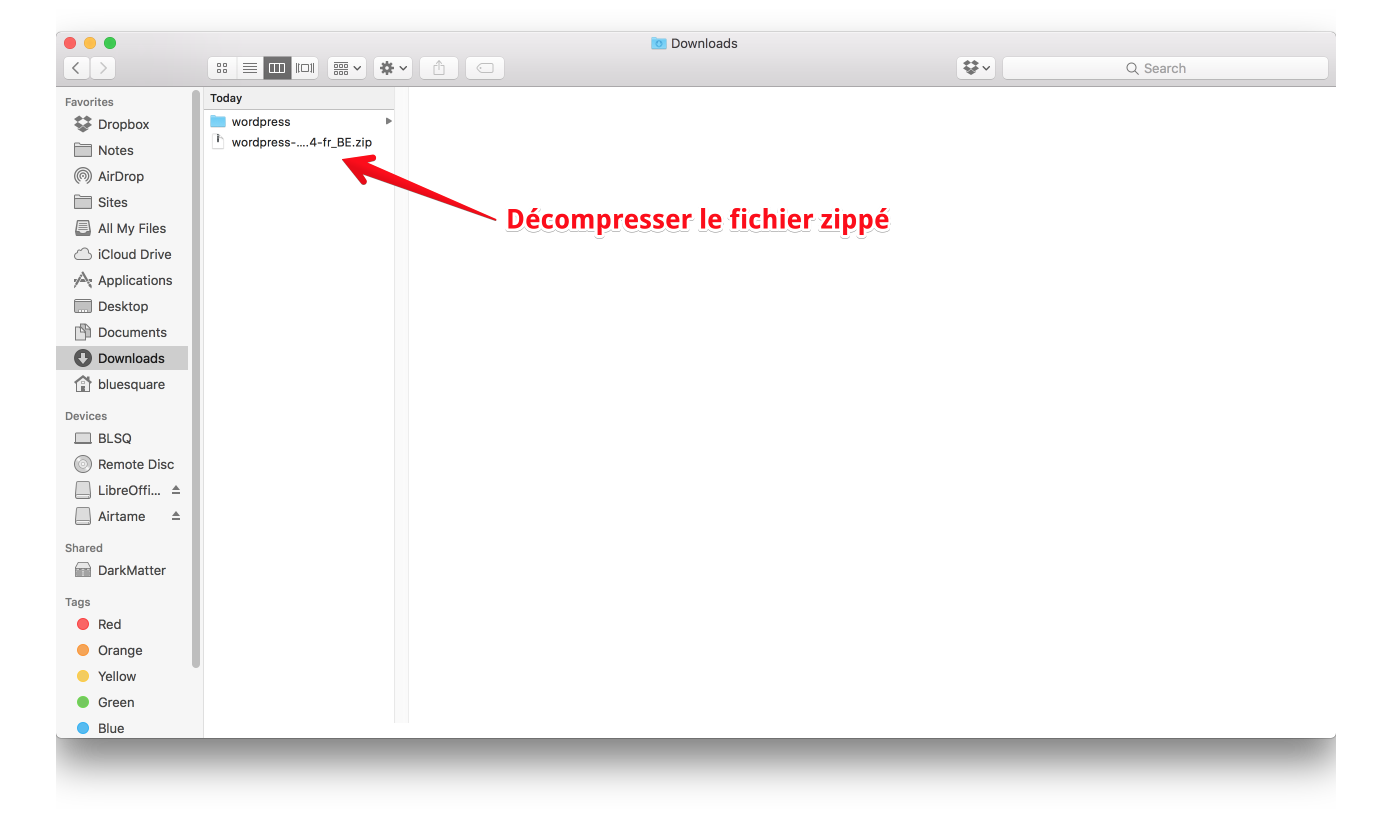 Downloads
Search
Favorites
Dropbox
Notes
AirDrop
Sites
All My Files
iCloud Drive
Applications
Desktop
Documents
Downloads
bluesquare
Devices
BLSQ
Remote Disc
LibreOffi...
Airtame
Shared
DarkMatter
Tags
Red
Orange
Yellow
Green
Blue
Today
wordpress
wordpress-....4-fr_BE.zip
Décompresser le fichier zippé